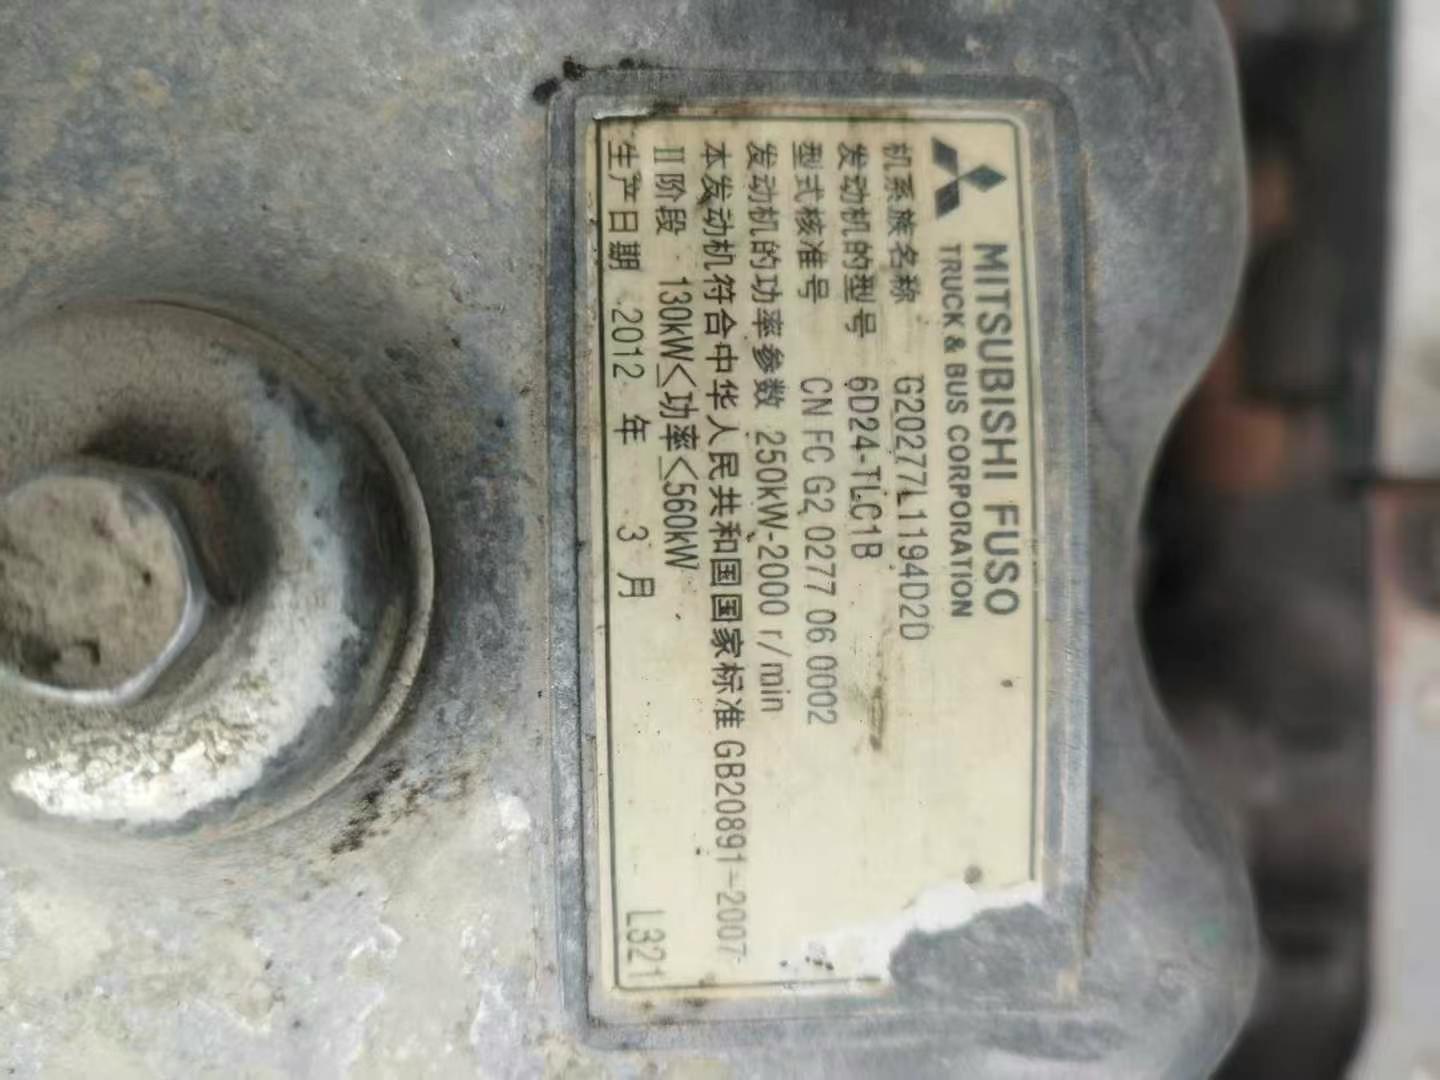 MITSUBISHI FUSO
TRUCK & BUS CORPORATION
机系族名称 G20277L1194D2D
发动机的型号 6D24-TLC1B
型式核准号 CN FC G2 0277 06 0002
发动机的功率参数 250kW-2000 r/min
本发动机符合中华人民共和国国家标准 GB20891-2007
II阶段 130kW≤功率≤560kW
生产日期 2012 年 3 月 L321